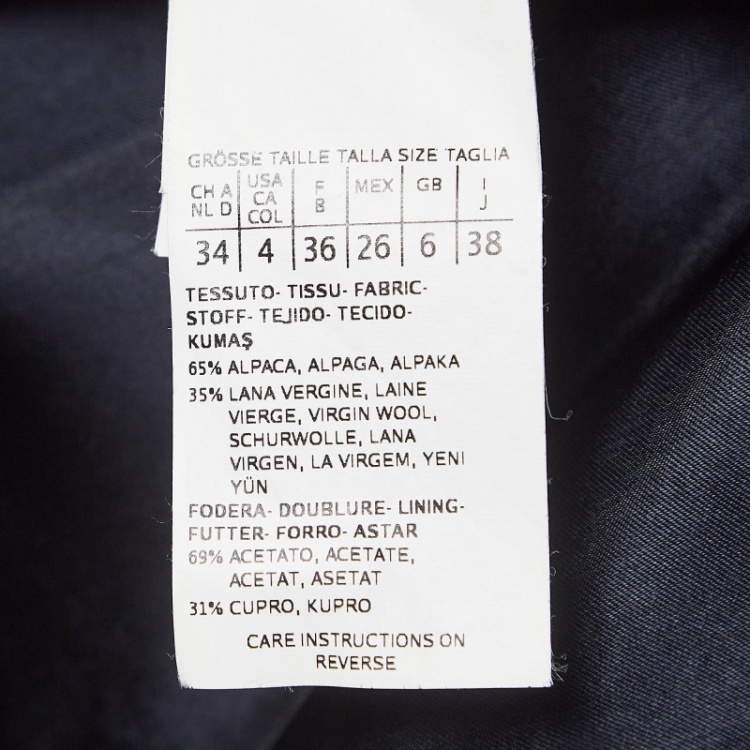 GRÖSSE TAILLE TALLA SIZE TAGLIA
CH A NL D USA CA COL F B MEX GB I J
34 4 36 26 6 38
TESSUTO- TISSU- FABRIC-
STOFF- TEJIDO- TECIDO-
KUMAŞ
65% ALPACA, ALPAGA, ALPAKA
35% LANA VERGINE, LAINE
VIERGE, VIRGIN WOOL,
SCHURWOLLE, LANA
VIRGEN, LA VIRGEM, YENI
YÜN
FODERA- DOUBLURE- LINING-
FUTTER- FORRO- ASTAR
69% ACETATO, ACETATE,
ACETAT, ASETAT
31% CUPRO, KUPRO
CARE INSTRUCTIONS ON
REVERSE